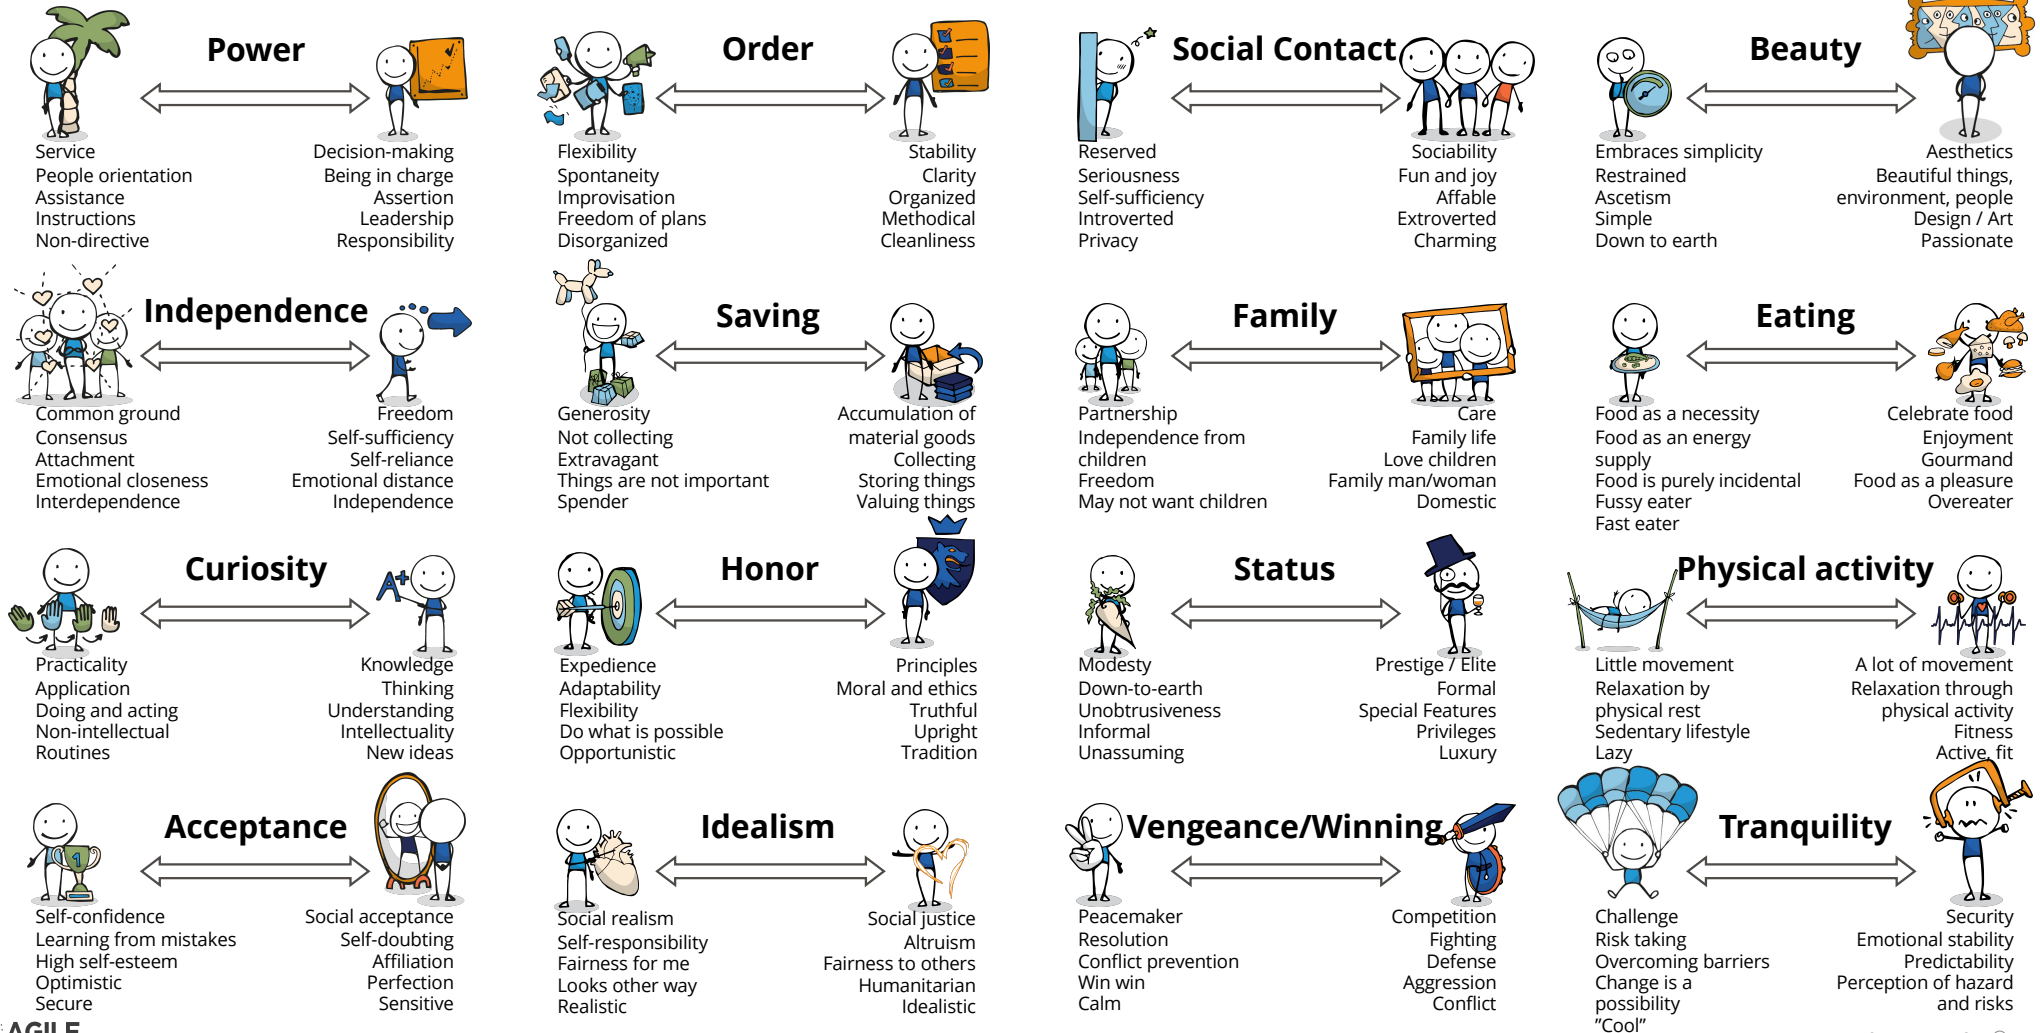 Power
Service
People orientation
Assistance
Instructions
Non-directive
Decision-making
Being in charge
Assertion
Leadership
Responsibility
Order
Flexibility
Spontaneity
Improvisation
Freedom of plans
Disorganized
Stability
Clarity
Organized
Methodical
Cleanliness
Social Contact
Reserved
Seriousness
Self-sufficiency
Introverted
Privacy
Sociability
Fun and joy
Affable
Extroverted
Charming
Beauty
Embraces simplicity
Restrained
Ascetism
Simple
Down to earth
Aesthetics
Beautiful things,
environment, people
Design / Art
Passionate
Independence
Common ground
Consensus
Attachment
Emotional closeness
Interdependence
Freedom
Self-sufficiency
Self-reliance
Emotional distance
Independence
Saving
Generosity
Not collecting
Extravagant
Things are not important
Spender
Accumulation of
material goods
Collecting
Storing things
Valuing things
Family
Partnership
Independence from
children
Freedom
May not want children
Care
Family life
Love children
Family man/woman
Domestic
Eating
Food as a necessity
Food as an energy
supply
Food is purely incidental
Fussy eater
Fast eater
Celebrate food
Enjoyment
Gourmand
Food as a pleasure
Overeater
Curiosity
A+
Practicality
Application
Doing and acting
Non-intellectual
Routines
Knowledge
Thinking
Understanding
Intellectuality
New ideas
Honor
Expedience
Adaptability
Flexibility
Do what is possible
Opportunistic
Principles
Moral and ethics
Truthful
Upright
Tradition
Status
Modesty
Down-to-earth
Unobtrusiveness
Informal
Unassuming
Prestige / Elite
Formal
Special Features
Privileges
Luxury
Physical activity
Little movement
Relaxation by
physical rest
Sedentary lifestyle
Lazy
A lot of movement
Relaxation through
physical activity
Fitness
Active, fit
Acceptance
1
Self-confidence
Learning from mistakes
High self-esteem
Optimistic
Secure
Social acceptance
Self-doubting
Affiliation
Perfection
Sensitive
Idealism
Social realism
Self-responsibility
Fairness for me
Looks other way
Realistic
Social justice
Altruism
Fairness to others
Humanitarian
Idealistic
Vengeance/Winning
Peacemaker
Resolution
Conflict prevention
Win win
Calm
Competition
Fighting
Defense
Aggression
Conflict
Tranquility
Challenge
Risk taking
Overcoming barriers
Change is a
possibility
"Cool"
Security
Emotional stability
Predictability
Perception of hazard
and risks
AGILE